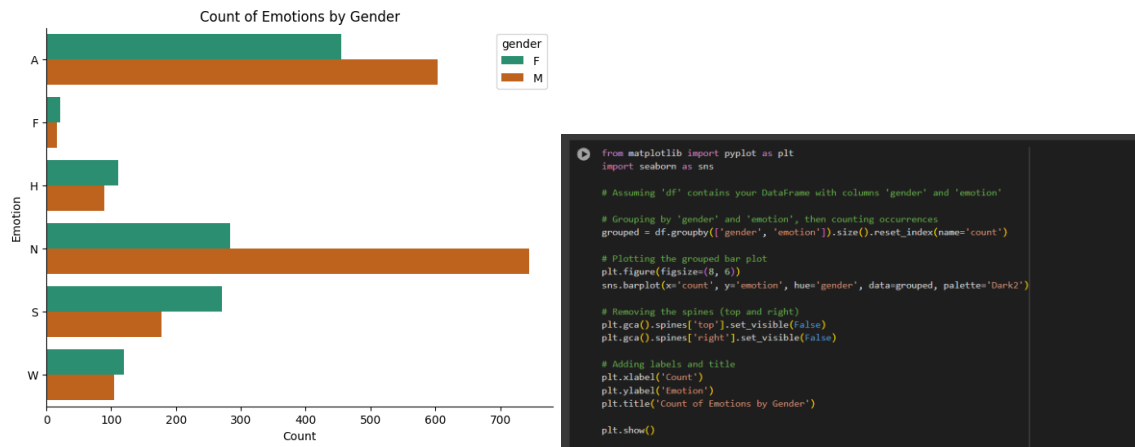 Count of Emotions by Gender
gender
F
M
A
F
H
N
S
W
Emotion
0 100 200 300 400 500 600 700
Count
from matplotlib import pyplot as plt
import seaborn as sns
# Assuming 'df' contains your DataFrame with columns 'gender' and 'emotion'
# Grouping by 'gender' and 'emotion', then counting occurrences
grouped = df.groupby(['gender', 'emotion']).size().reset_index(name='count')
# Plotting the grouped bar plot
plt.figure(figsize=(8, 6))
sns.barplot(x='count', y='emotion', hue='gender', data=grouped, palette='Dark2')
# Removing the spines (top and right)
plt.gca().spines['top'].set_visible(False)
plt.gca().spines['right'].set_visible(False)
# Adding labels and title
plt.xlabel('Count')
plt.ylabel('Emotion')
plt.title('Count of Emotions by Gender')
plt.show()